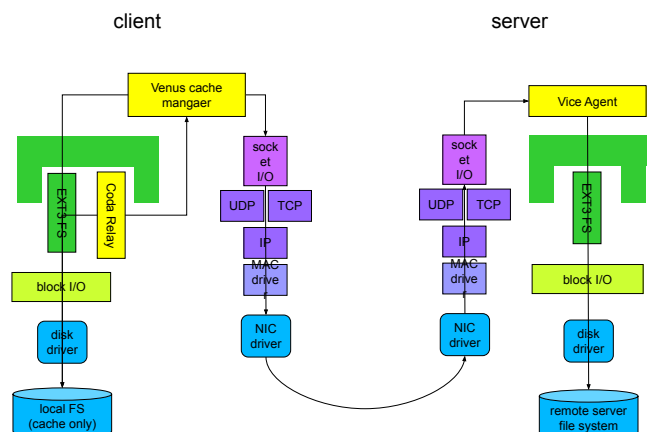 client
server
Venus cache
mangaer
Vice Agent
sock
et
I/O
sock
et
I/O
EXT3 FS
Coda Relay
EXT3 FS
UDP
TCP
UDP
TCP
IP
IP
MAC
drive
r
MAC
drive
r
block I/O
block I/O
disk
driver
NIC
driver
NIC
driver
disk
driver
local FS
(cache only)
remote server
file system